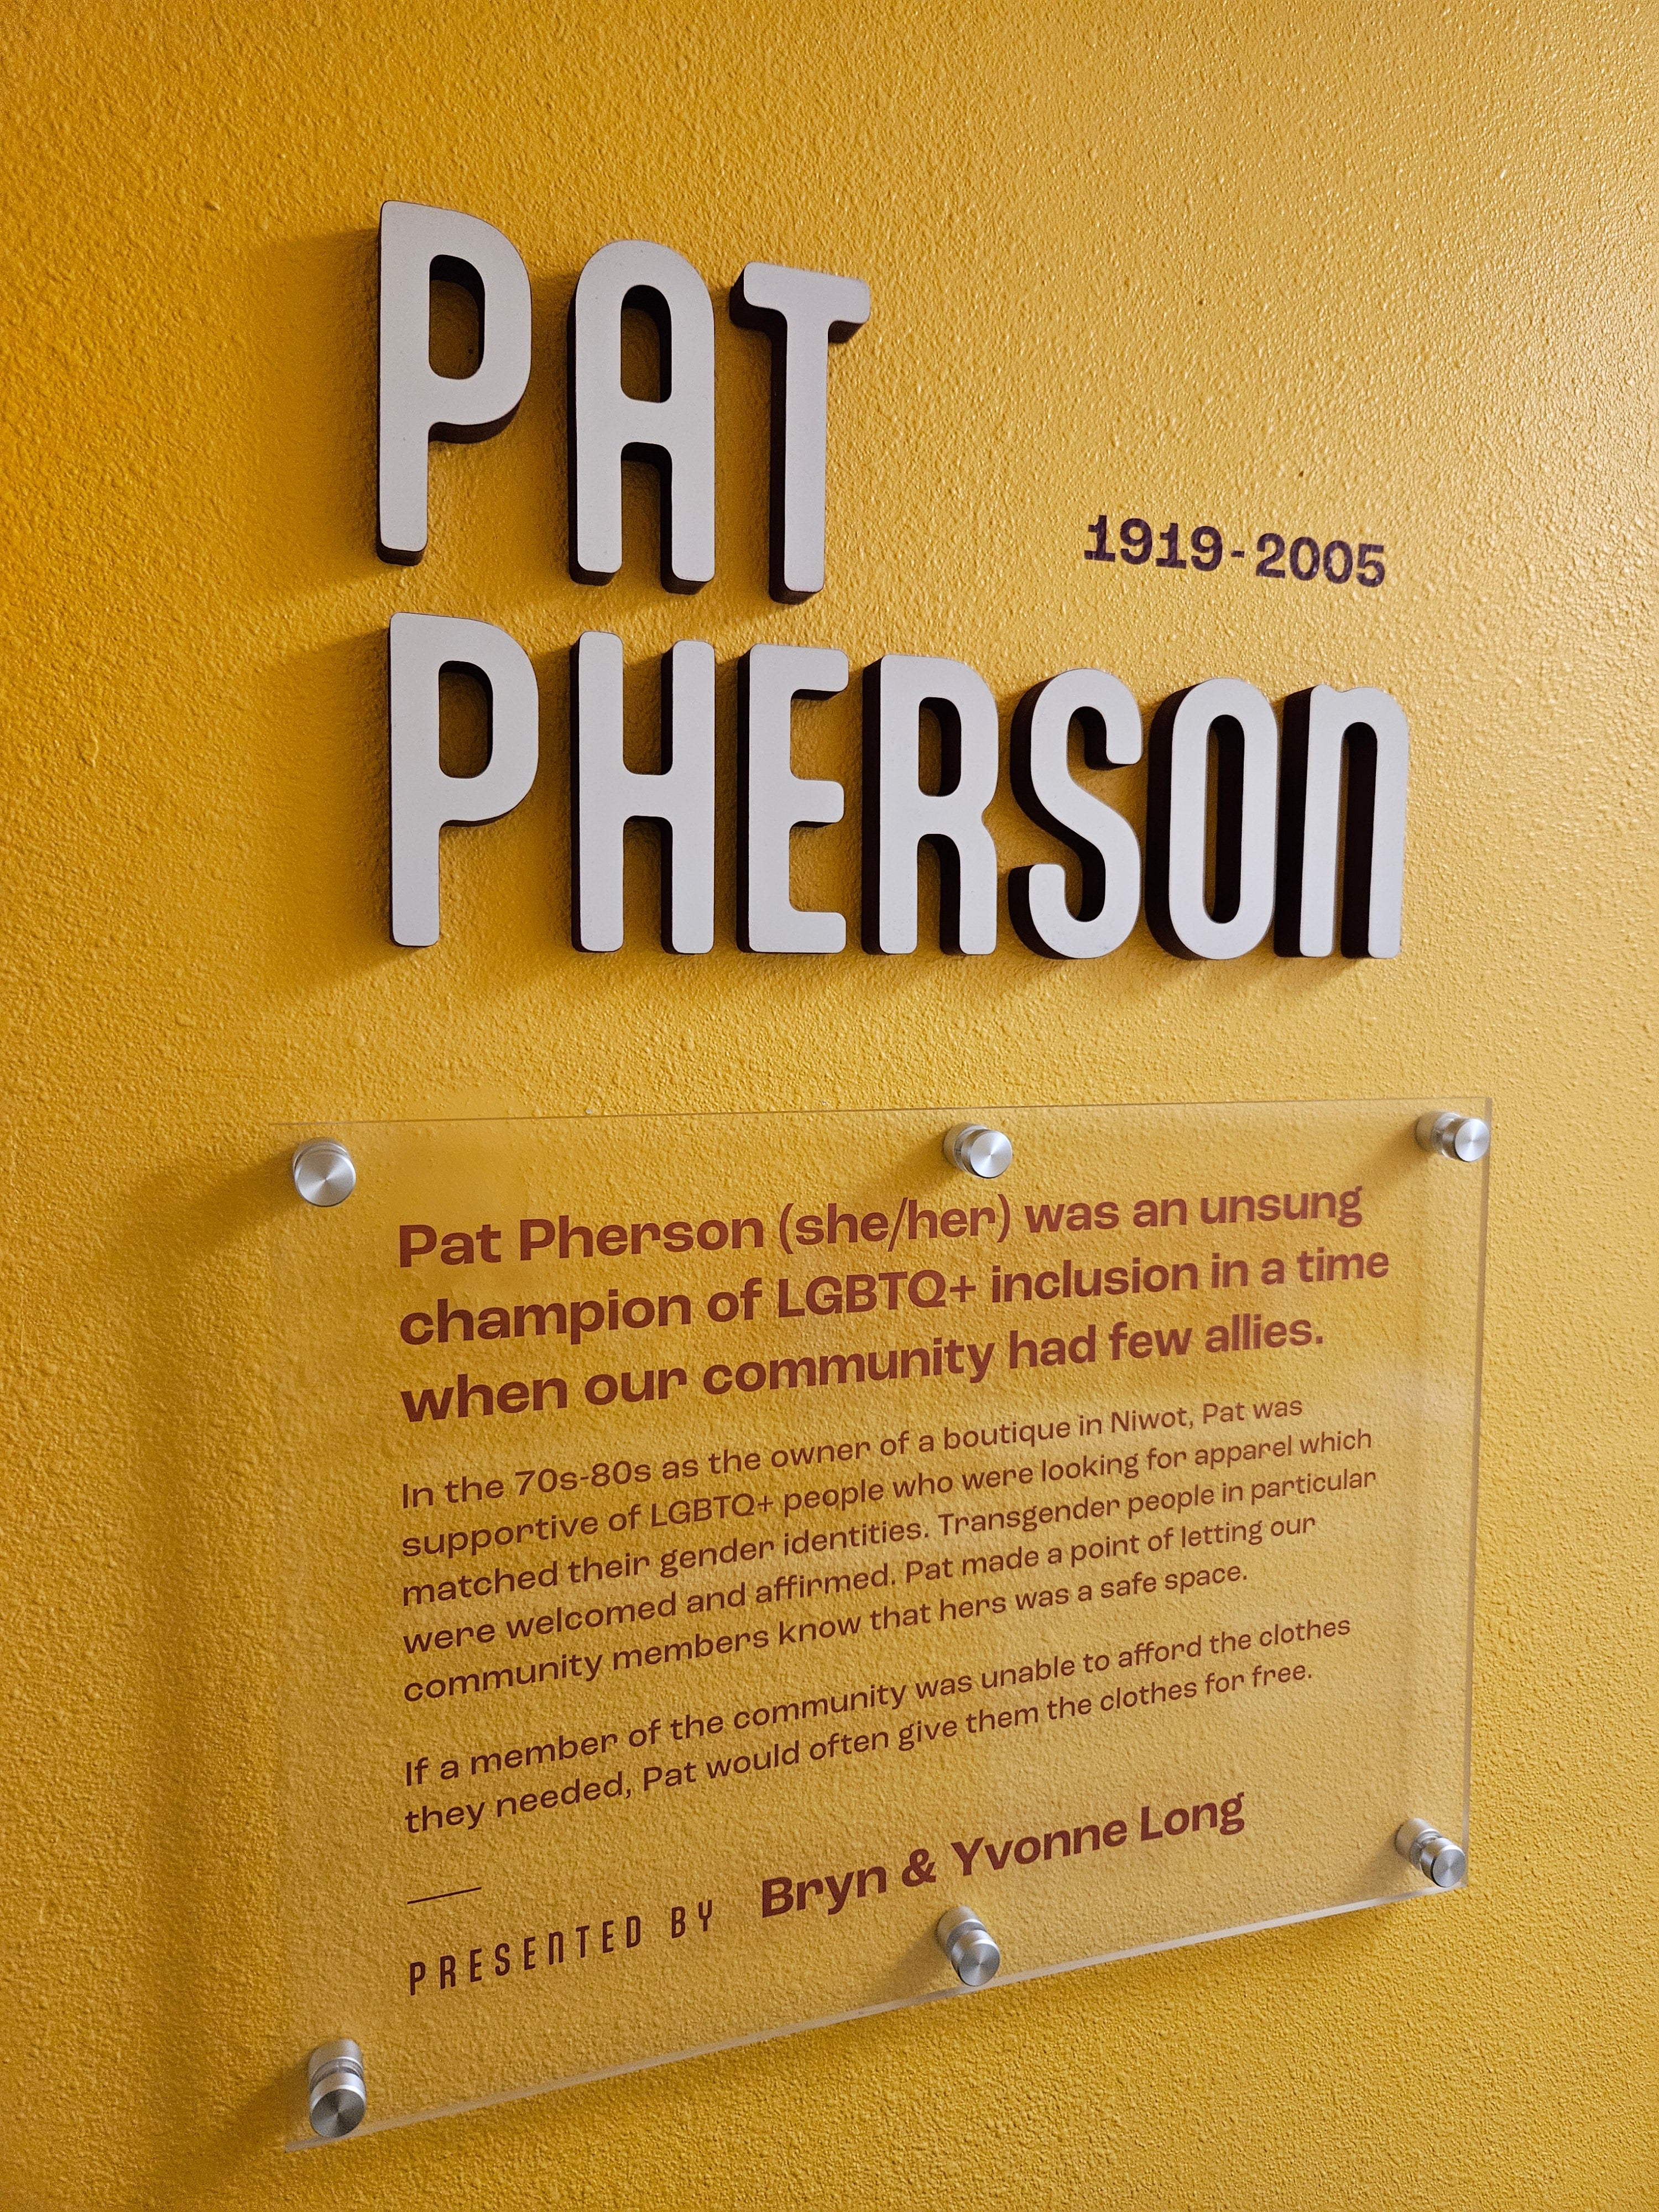 PAT
1919-2005
PHERSON
Pat Pherson (she/her) was an unsung
champion of LGBTQ+ inclusion in a time
when our community had few allies.
In the 70s-80s as the owner of a boutique in Niwot, Pat was
supportive of LGBTQ+ people who were looking for apparel which
matched their gender identities. Transgender people in particular
were welcomed and affirmed. Pat made a point of letting our
community members know that hers was a safe space.
If a member of the community was unable to afford the clothes
they needed, Pat would often give them the clothes for free.
PRESENTED BY Bryn & Yvonne Long